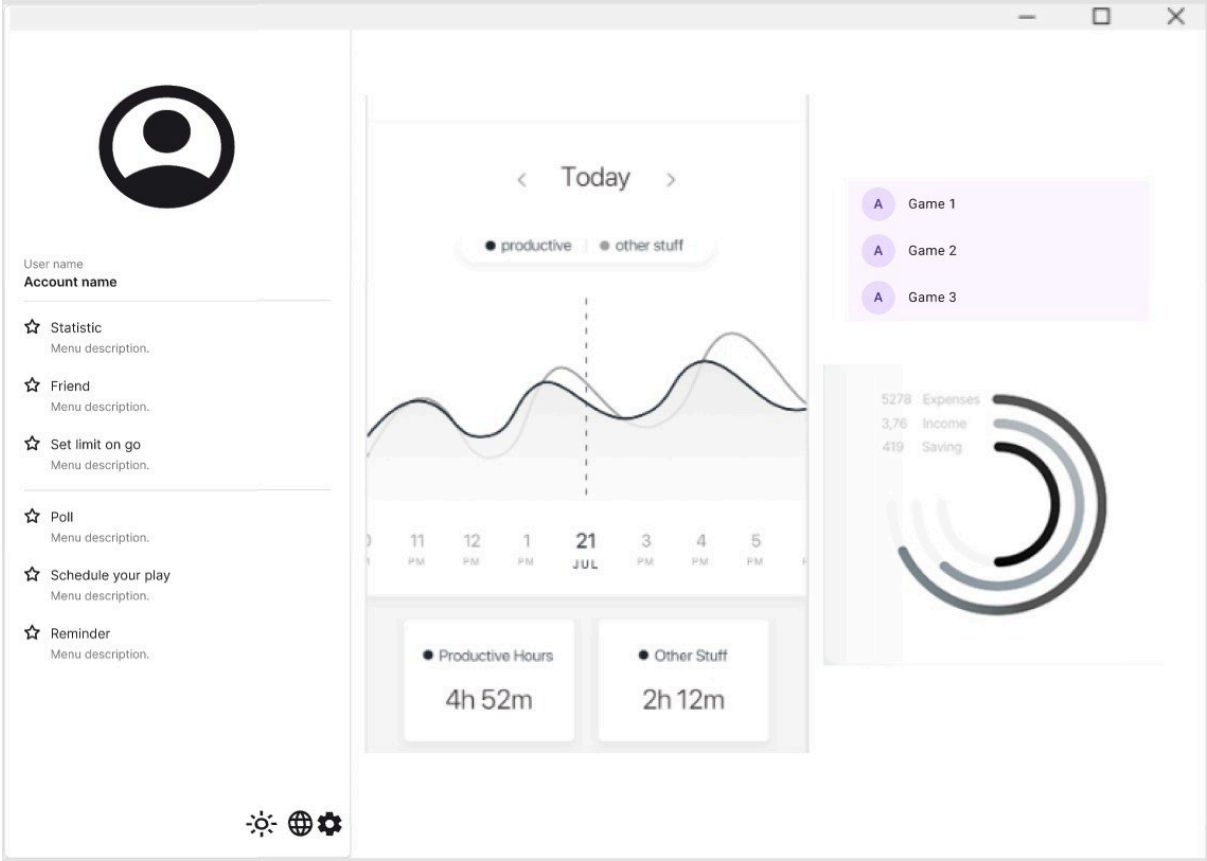 User name
Account name
Statistic
Menu description.
Friend
Menu description.
Set limit on go
Menu description.
Poll
Menu description.
Schedule your play
Menu description.
Reminder
Menu description.
< Today >
productive other stuff
11 12 1 21 3 4 5
PM PM PM JUL PM PM PM
Productive Hours
4h 52m
Other Stuff
2h 12m
A Game 1
A Game 2
A Game 3
5278 Expenses
3,76 Income
419 Saving